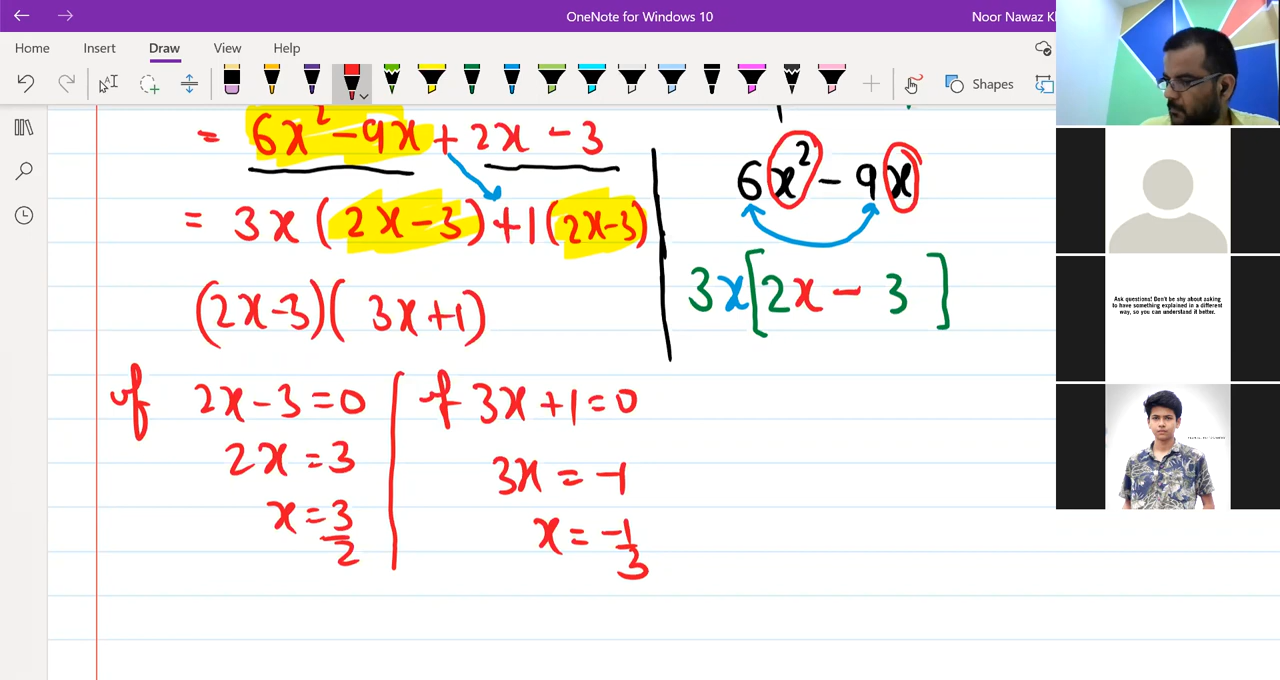 OneNote for Windows 10
Noor Nawaz Kh
Home Insert Draw View Help
Shapes
= 6x² - 9x + 2x - 3
= 3x (2x-3) + 1 (2x-3)
(2x-3)( 3x+1)
if 2x - 3 = 0
2x = 3
x = 3/2
if 3x + 1 = 0
3x = -1
x = -1/3
6x² - 9x
3x[2x - 3]
Ask questions! Don't be shy about asking
to have something explained in a different
way, so you can understand it better.